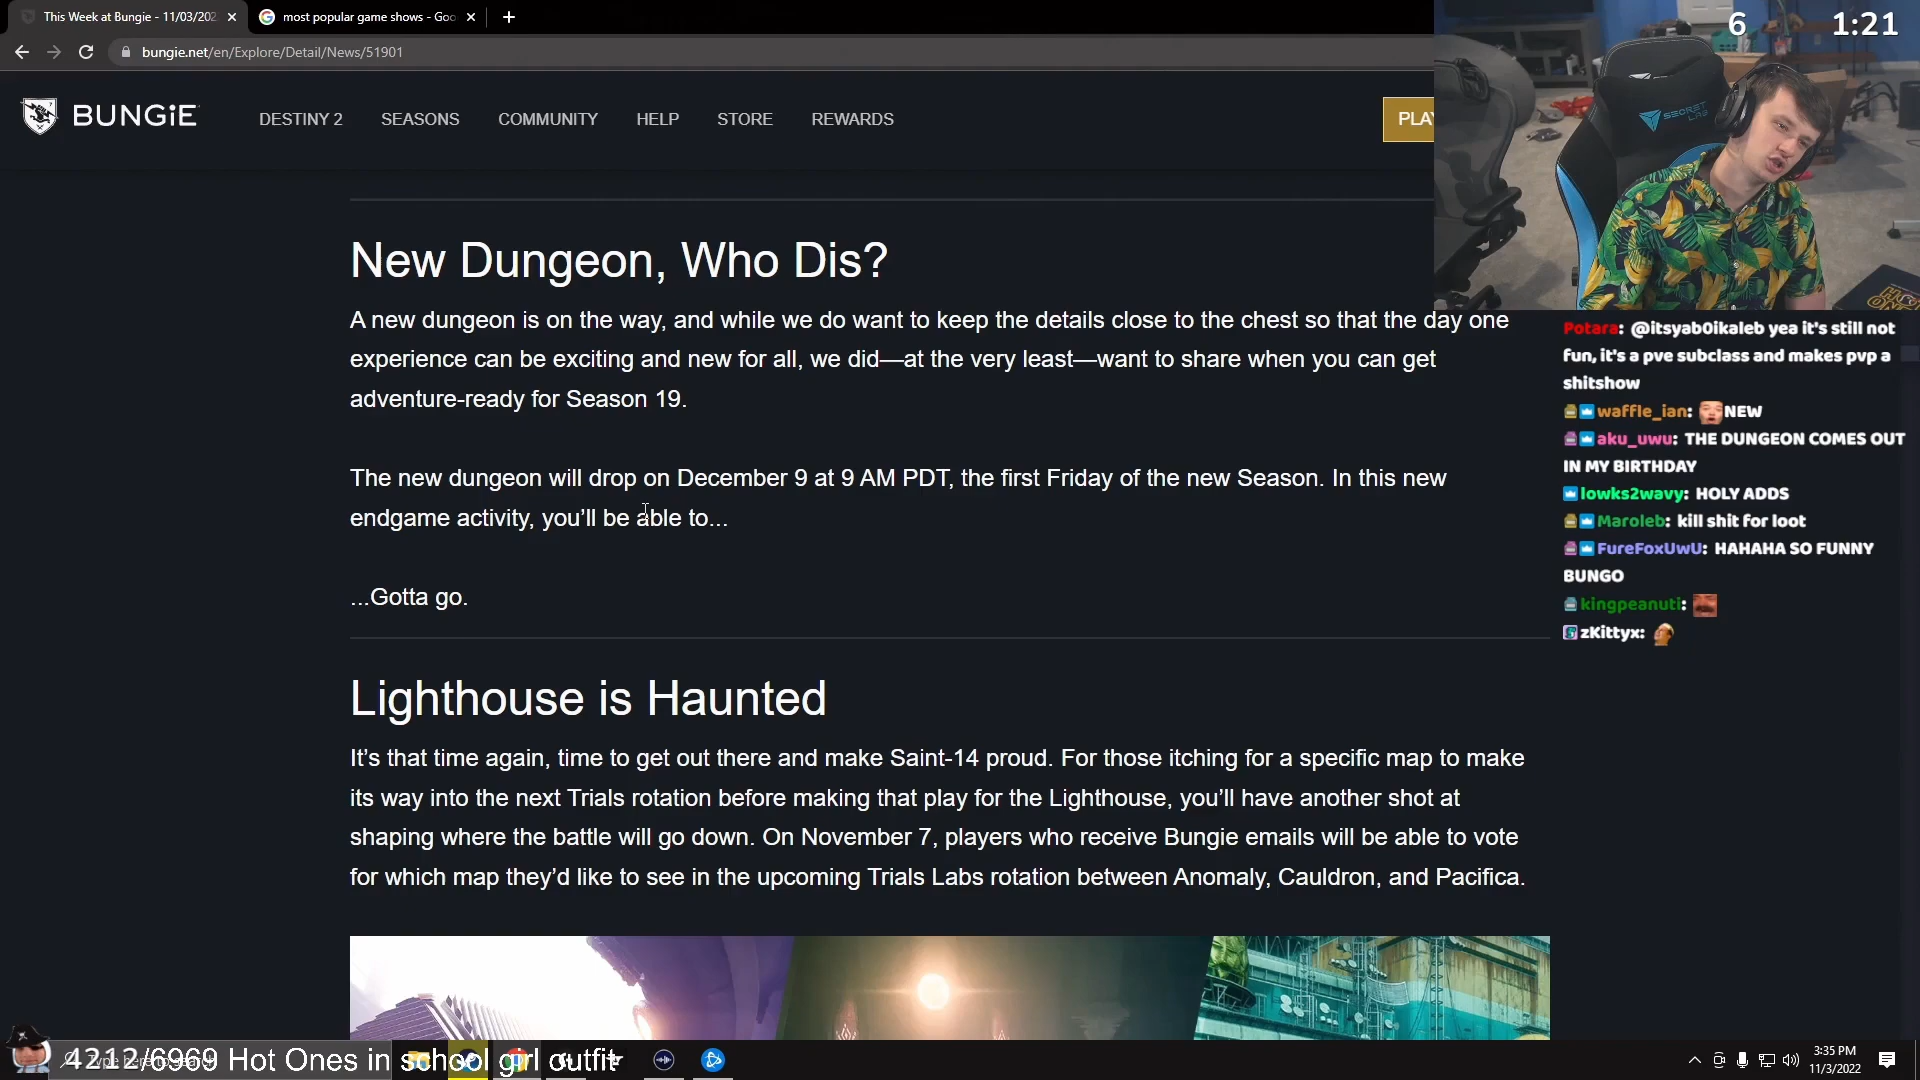 This Week at Bungie - 11/03/202
most popular game shows - Goo
bungie.net/en/Explore/Detail/News/51901
6 1:21
BUNGiE
DESTINY 2 SEASONS COMMUNITY HELP STORE REWARDS
PLAY
SECRET LAB
New Dungeon, Who Dis?
A new dungeon is on the way, and while we do want to keep the details close to the chest so that the day one
experience can be exciting and new for all, we did—at the very least—want to share when you can get
adventure-ready for Season 19.
The new dungeon will drop on December 9 at 9 AM PDT, the first Friday of the new Season. In this new
endgame activity, you'll be able to...
...Gotta go.
Lighthouse is Haunted
It's that time again, time to get out there and make Saint-14 proud. For those itching for a specific map to make
its way into the next Trials rotation before making that play for the Lighthouse, you'll have another shot at
shaping where the battle will go down. On November 7, players who receive Bungie emails will be able to vote
for which map they'd like to see in the upcoming Trials Labs rotation between Anomaly, Cauldron, and Pacifica.
Potara: @itsyab0ikaleb yea it's still not
fun, it's a pve subclass and makes pvp a
shitshow
waffle_ian: NEW
aku_uwu: THE DUNGEON COMES OUT
IN MY BIRTHDAY
lowks2wavy: HOLY ADDS
Maroleb: kill shit for loot
FureFoxUwU: HAHAHA SO FUNNY
BUNGO
kingpeanuti:
zKittyx:
4212/6969 Hot Ones in school girl outfit
3:35 PM
11/3/2022